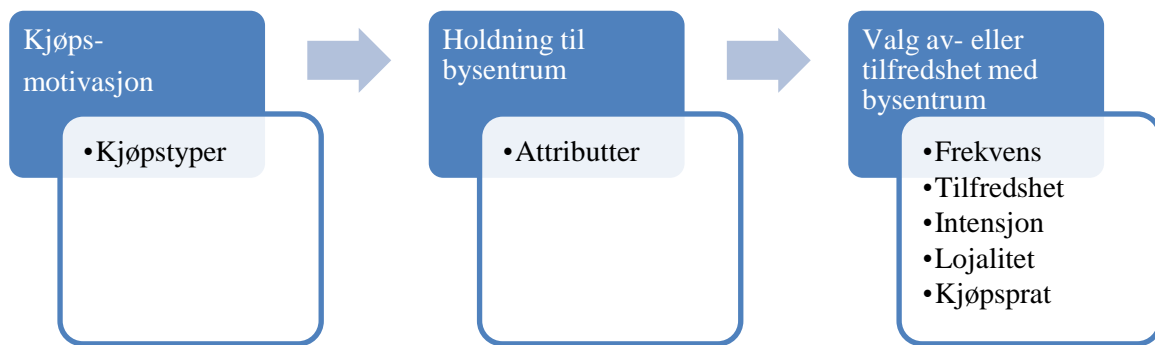 Kjøps-
motivasjon
•Kjøpstyper
Holdning til
bysentrum
•Attributter
Valg av- eller
tilfredshet med
bysentrum
•Frekvens
•Tilfredshet
•Intensjon
•Lojalitet
•Kjøpsprat